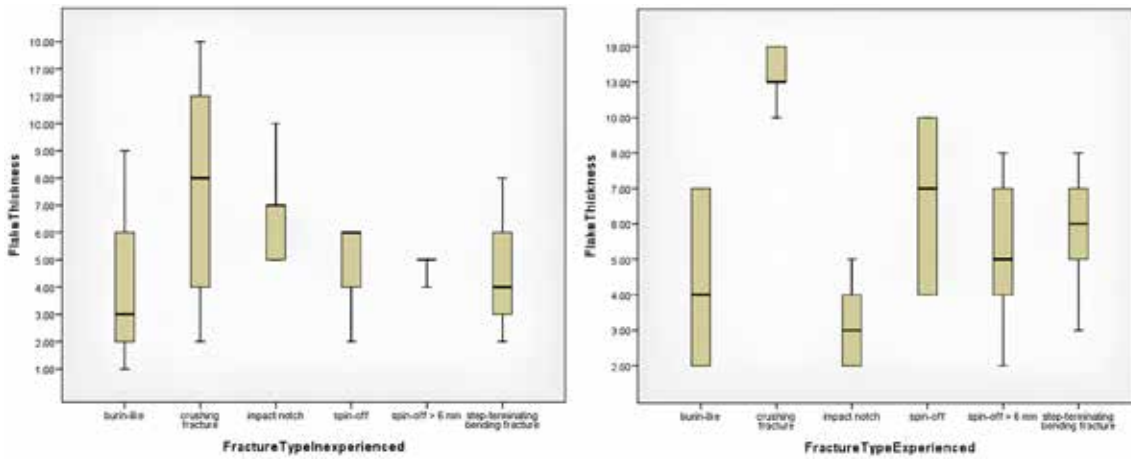 FlakeThickness
17.00
12.00
10.00
9.00
8.00
7.00
6.00
5.00
4.00
3.00
2.00
1.00
burin-like
crushing
fracture
impact notch
spin-off
spin-off > 6 mm
step-terminating
bending fracture
FractureTypeInexperienced
FlakeThickness
13.00
10.00
8.00
7.00
6.00
5.00
4.00
3.00
2.00
burin-like
crushing
fracture
impact notch
spin-off
spin-off > 6 mm
step-terminating
bending fracture
FractureTypeExperienced